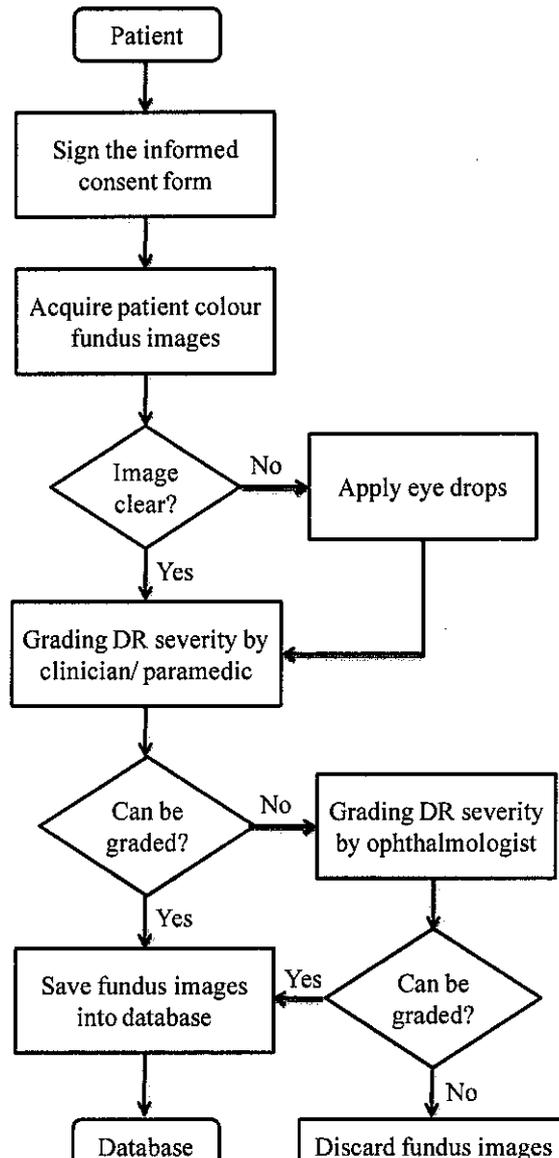 Patient
Sign the informed
consent form
Acquire patient colour
fundus images
Image
clear?
No
Apply eye drops
Yes
Grading DR severity by
clinician/ paramedic
Can be
graded?
No
Grading DR severity
by ophthalmologist
Yes
Save fundus images
into database
Yes
Can be
graded?
No
Database
Discard fundus images